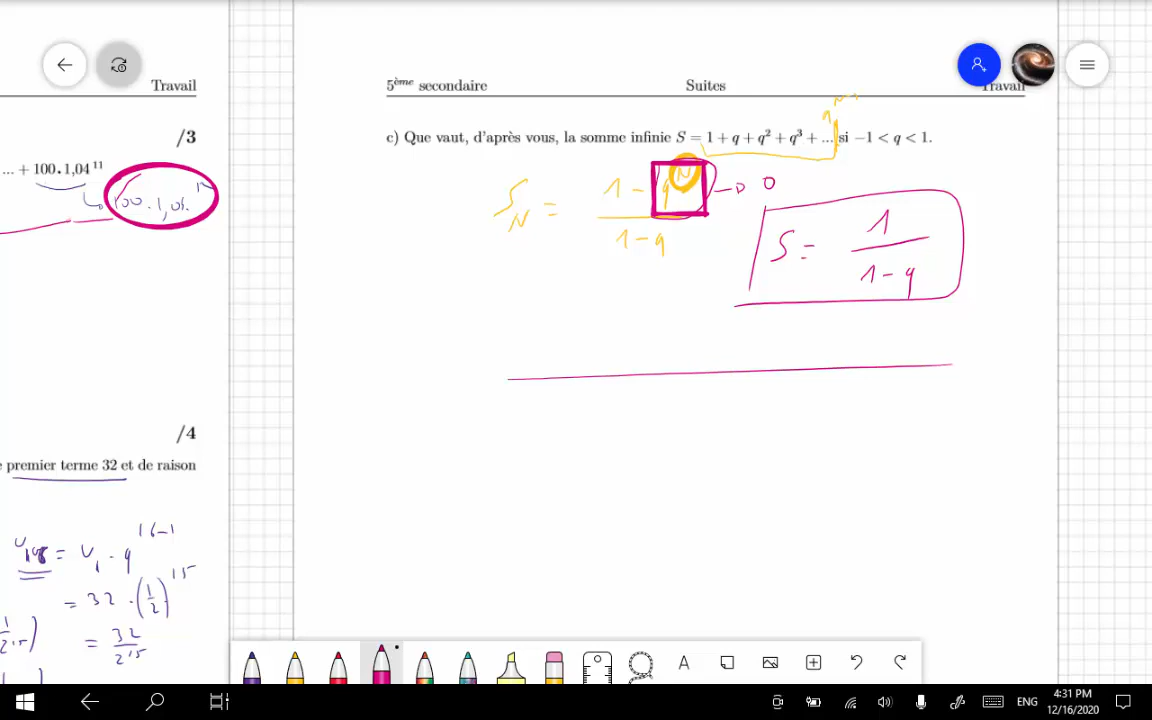 Travail
/3
... + 100.1,04¹¹
100.1,04
/4
e premier terme 32 et de raison
= U₁ . q¹⁶⁻¹
= 32 . (1/2)¹⁵
= 32/2¹⁵
5ème secondaire Suites Travail
c) Que vaut, d'après vous, la somme infinie S = 1 + q + q² + q³ + ... si −1 < q < 1.
S_N = (1 - q^N)/(1 - q) → 0
S = 1/(1 - q)
A
ENG
4:31 PM
12/16/2020